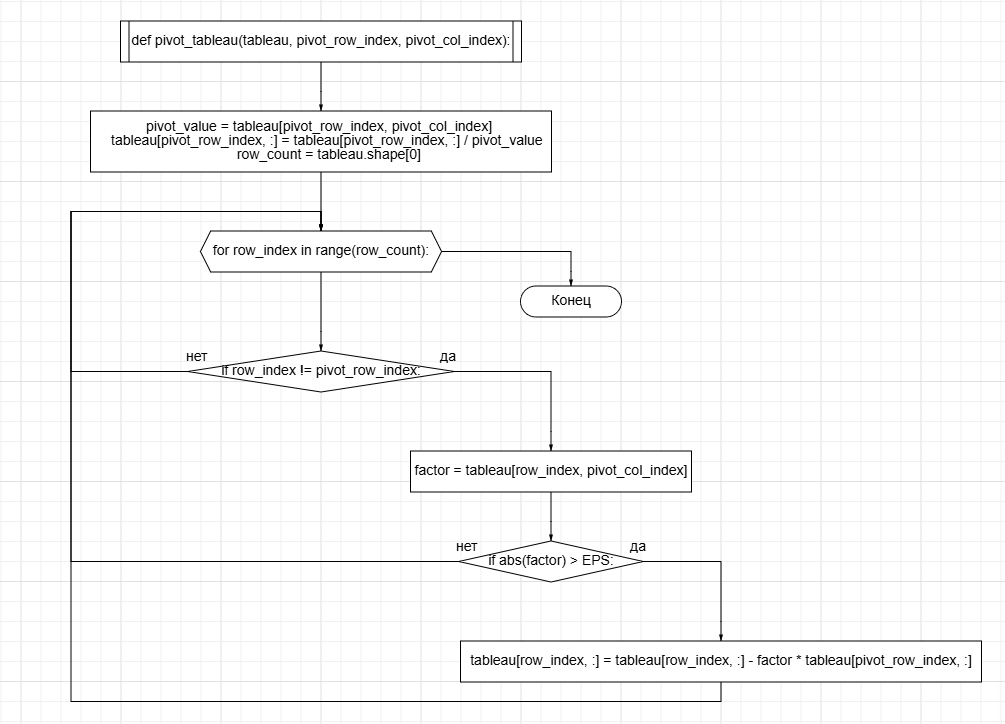 def pivot_tableau(tableau, pivot_row_index, pivot_col_index):
pivot_value = tableau[pivot_row_index, pivot_col_index]
tableau[pivot_row_index, :] = tableau[pivot_row_index, :] / pivot_value
row_count = tableau.shape[0]
for row_index in range(row_count):
Конец
нет
да
if row_index != pivot_row_index:
factor = tableau[row_index, pivot_col_index]
нет
да
if abs(factor) > EPS:
tableau[row_index, :] = tableau[row_index, :] - factor * tableau[pivot_row_index, :]